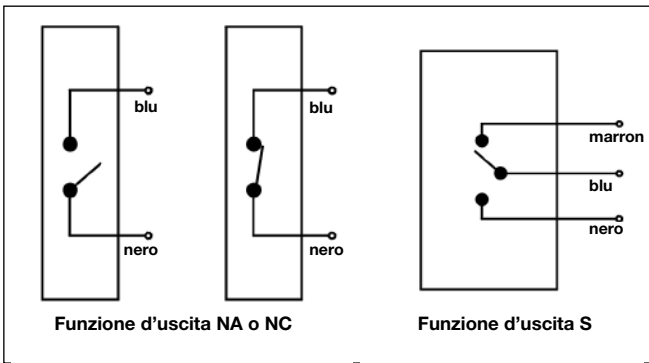 blu
nero
blu
nero
Funzione d'uscita NA o NC
marron
blu
nero
Funzione d'uscita S